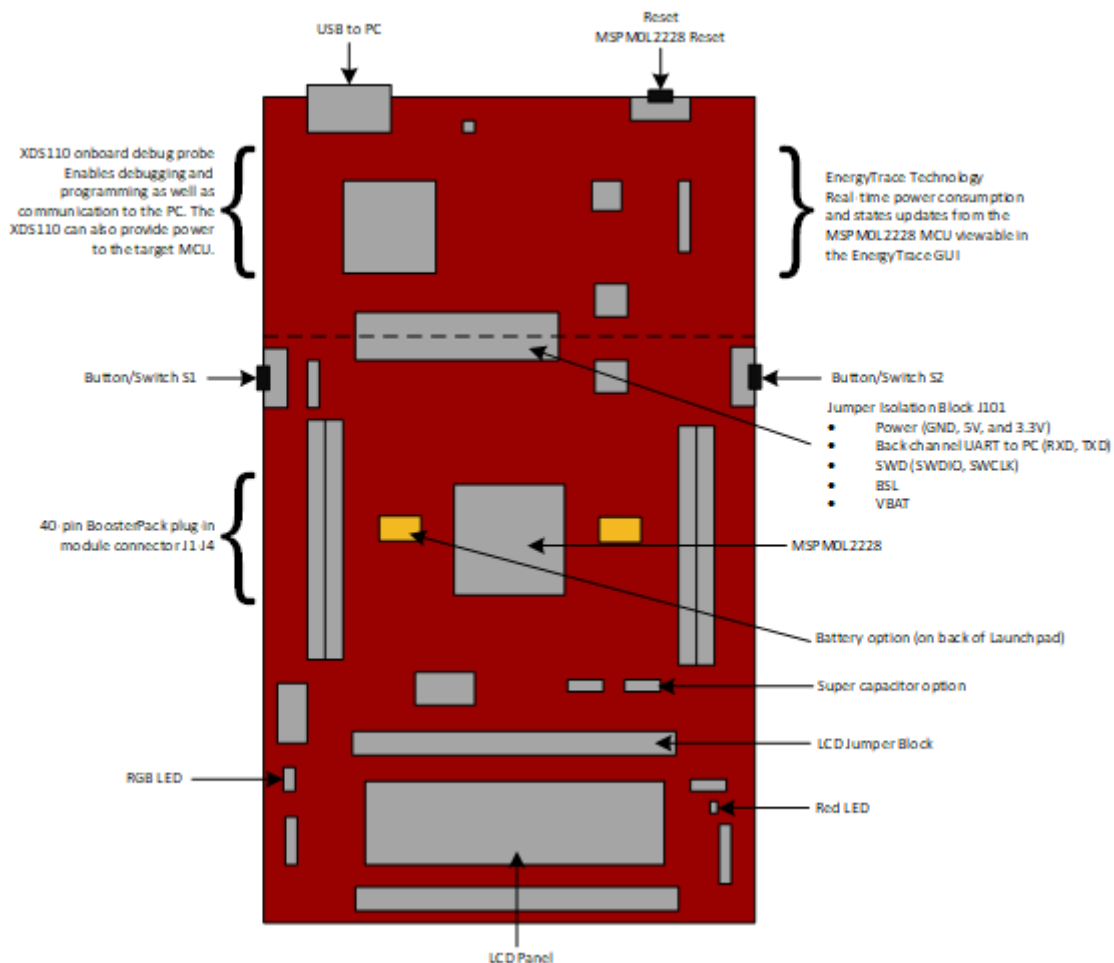 USB to PC
Reset
MSPM0L2228 Reset
XDS110 onboard debug probe
Enables debugging and
programming as well as
communication to the PC. The
XDS110 can also provide power
to the target MCU.
EnergyTrace Technology
Real-time power consumption
and states updates from the
MSPM0L2228 MCU viewable in
the EnergyTrace GUI
Button/Switch S1
Button/Switch S2
Jumper Isolation Block J101
• Power (GND, 5V, and 3.3V)
• Back channel UART to PC (RXD, TXD)
• SWD (SWDIO, SWCLK)
• BSL
• VBAT
40-pin BoosterPack plug-in
module connector J1-J4
MSPM0L2228
Battery option (on back of Launchpad)
Super capacitor option
LCD Jumper Block
RGB LED
Red LED
LCD Panel